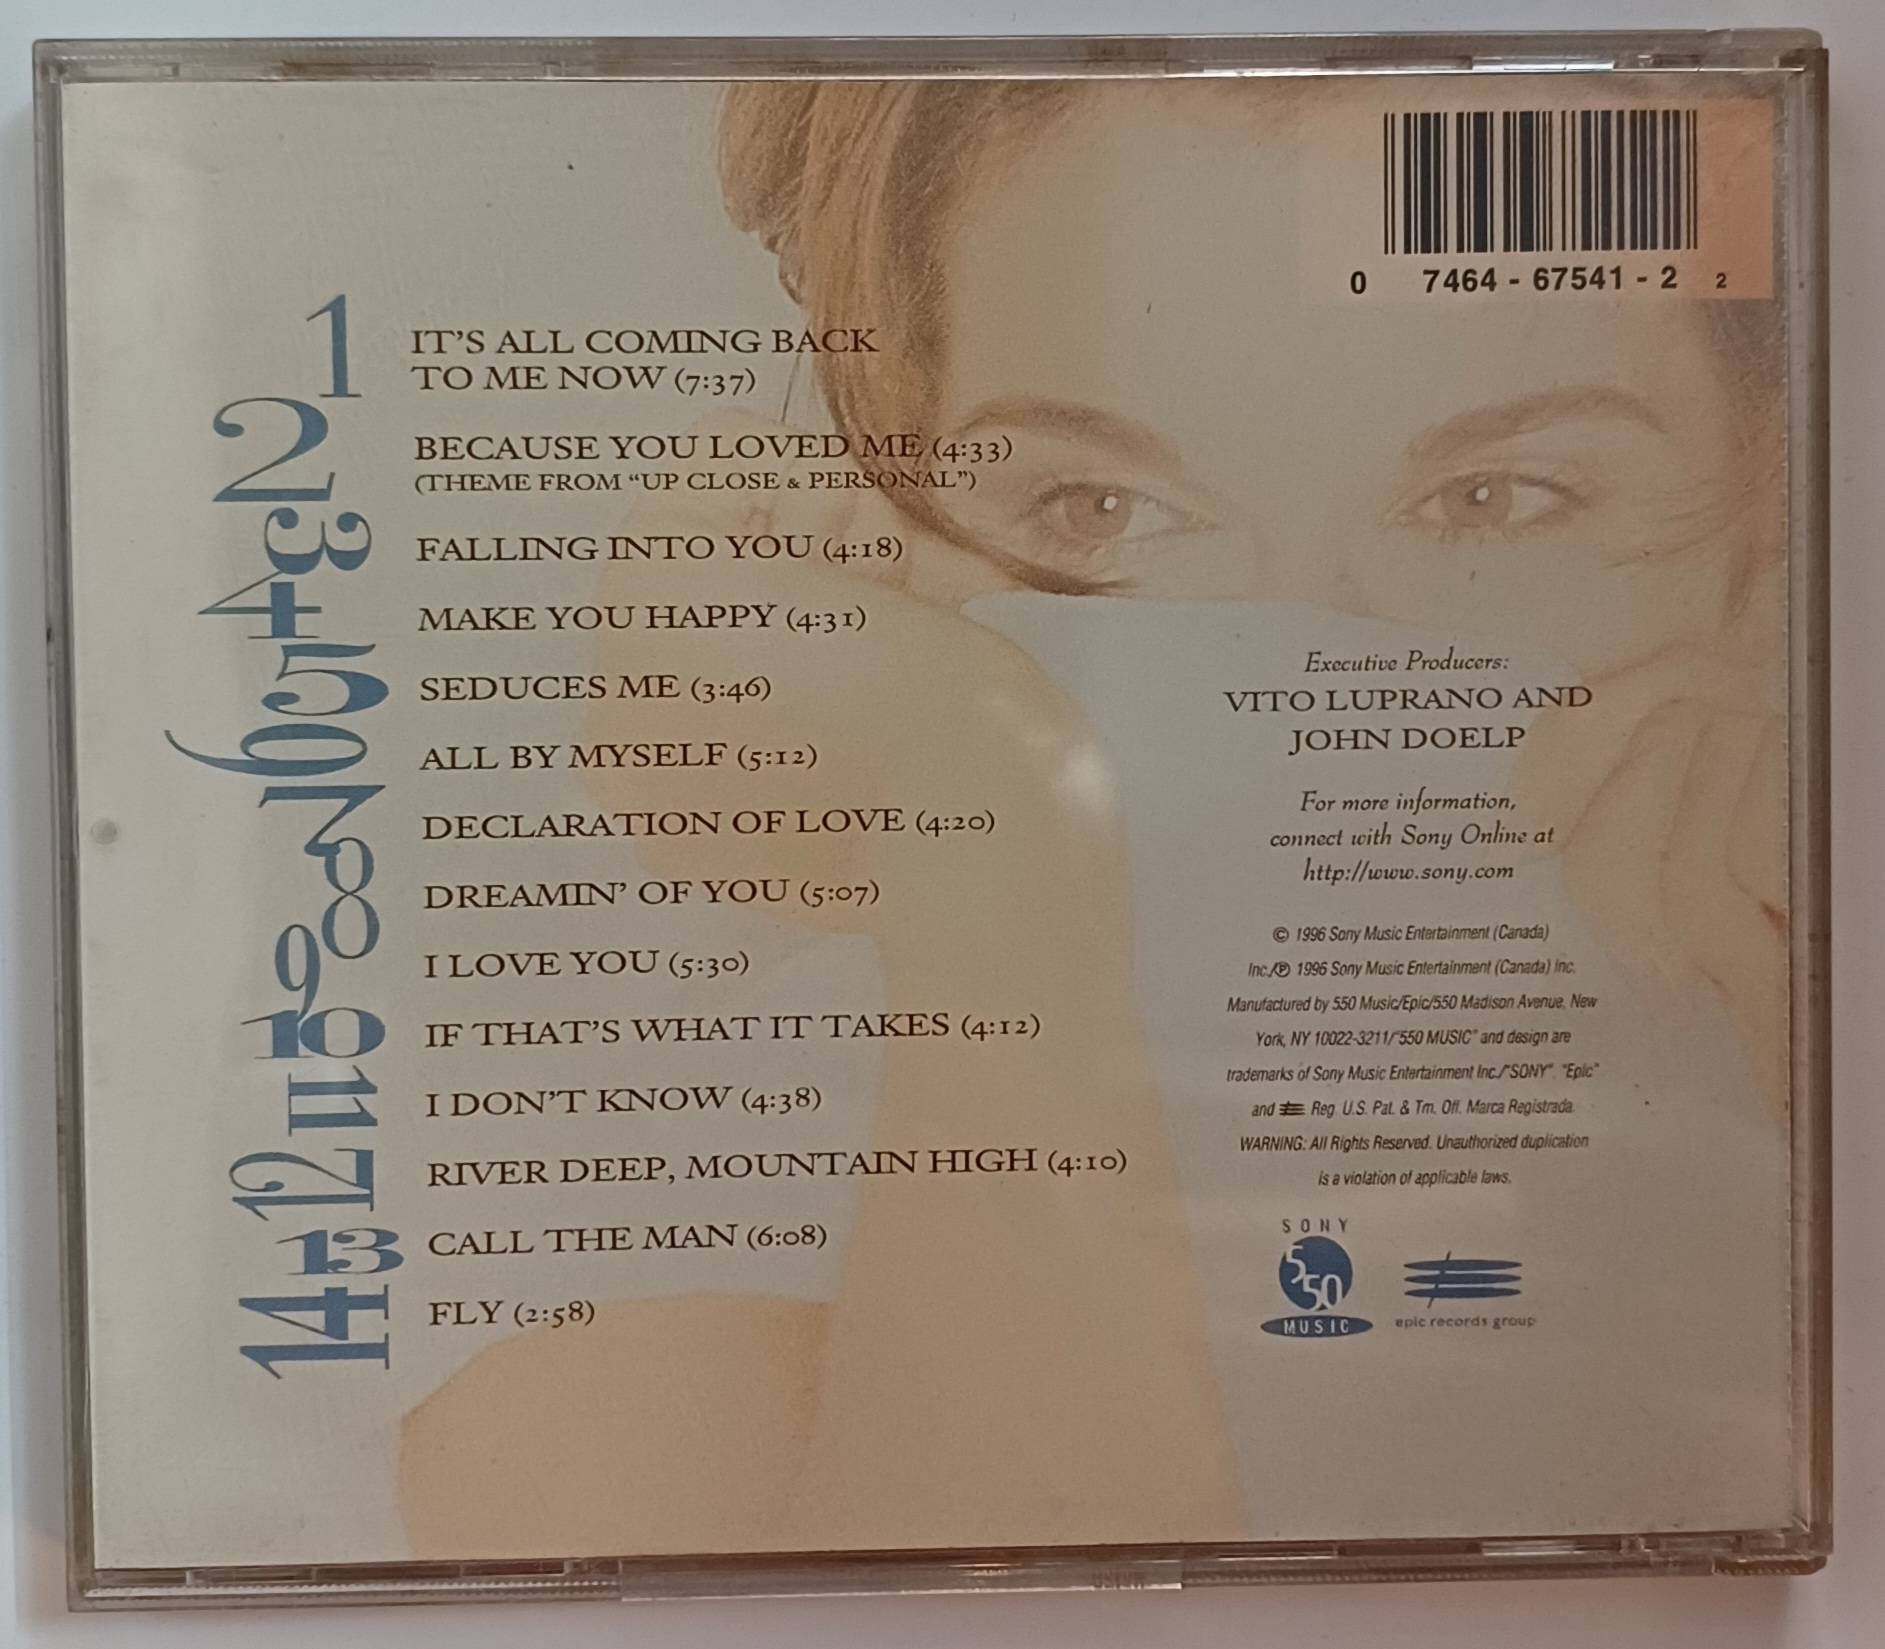 0 7464 - 67541 - 2 2
1 IT'S ALL COMING BACK
TO ME NOW (7:37)
2 BECAUSE YOU LOVED ME (4:33)
(THEME FROM “UP CLOSE & PERSONAL”)
3 FALLING INTO YOU (4:18)
4 MAKE YOU HAPPY (4:31)
5 SEDUCES ME (3:46)
6 ALL BY MYSELF (5:12)
7 DECLARATION OF LOVE (4:20)
8 DREAMIN' OF YOU (5:07)
9 I LOVE YOU (5:30)
10 IF THAT'S WHAT IT TAKES (4:12)
11 I DON'T KNOW (4:38)
12 RIVER DEEP, MOUNTAIN HIGH (4:10)
13 CALL THE MAN (6:08)
14 FLY (2:58)
Executive Producers:
VITO LUPRANO AND
JOHN DOELP
For more information,
connect with Sony Online at
http://www.sony.com
© 1996 Sony Music Entertainment (Canada)
Inc./℗ 1996 Sony Music Entertainment (Canada) Inc.
Manufactured by 550 Music/Epic/550 Madison Avenue, New
York, NY 10022-3211/"550 MUSIC" and design are
trademarks of Sony Music Entertainment Inc./"SONY", "Epic"
and Reg. U.S. Pat. & Tm. Off. Marca Registrada.
WARNING: All Rights Reserved. Unauthorized duplication
is a violation of applicable laws.
SONY
550
MUSIC
epic records group